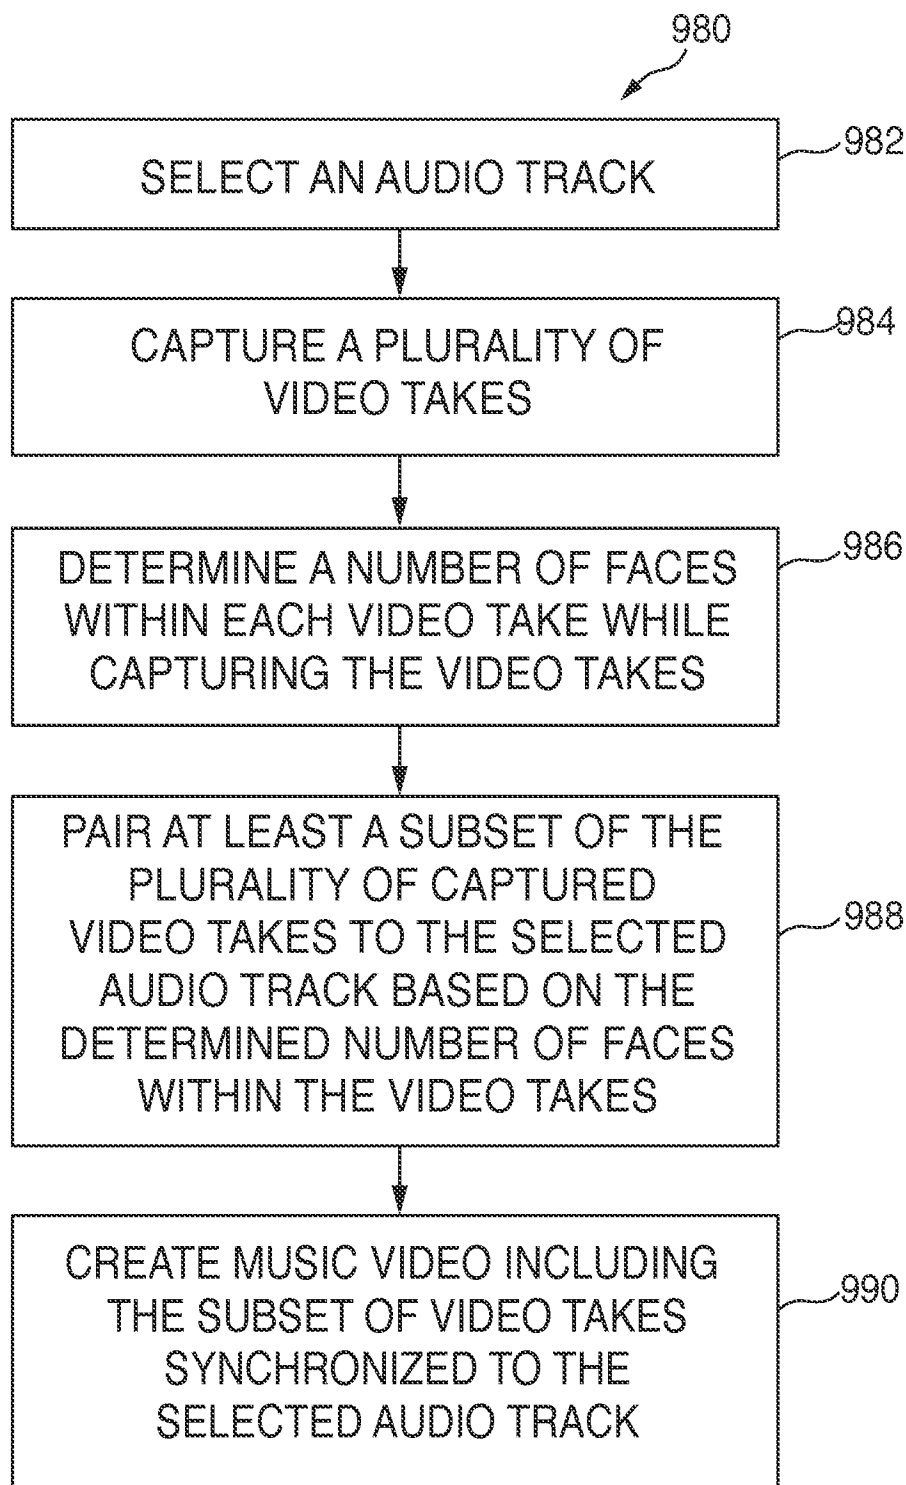 980
SELECT AN AUDIO TRACK
982
CAPTURE A PLURALITY OF
VIDEO TAKES
984
DETERMINE A NUMBER OF FACES
WITHIN EACH VIDEO TAKE WHILE
CAPTURING THE VIDEO TAKES
986
PAIR AT LEAST A SUBSET OF THE
PLURALITY OF CAPTURED
VIDEO TAKES TO THE SELECTED
AUDIO TRACK BASED ON THE
DETERMINED NUMBER OF FACES
WITHIN THE VIDEO TAKES
988
CREATE MUSIC VIDEO INCLUDING
THE SUBSET OF VIDEO TAKES
SYNCHRONIZED TO THE
SELECTED AUDIO TRACK
990